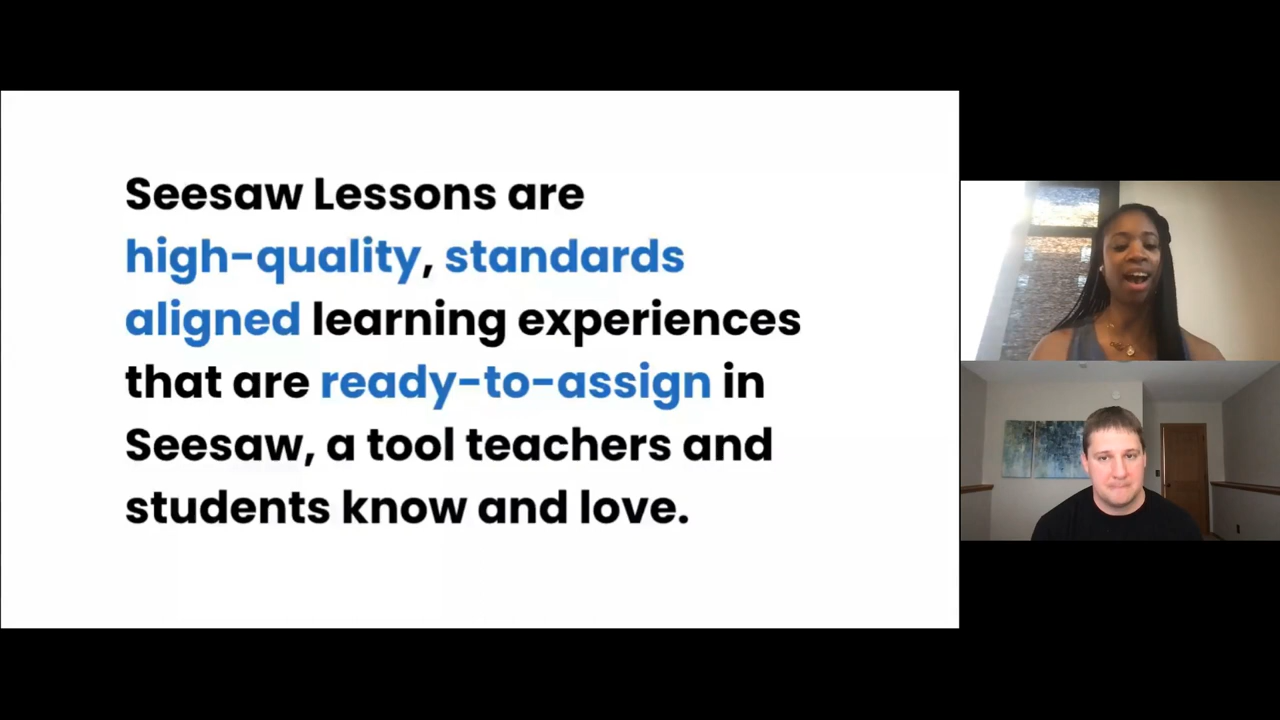 Seesaw Lessons are
high-quality, standards
aligned learning experiences
that are ready-to-assign in
Seesaw, a tool teachers and
students know and love.